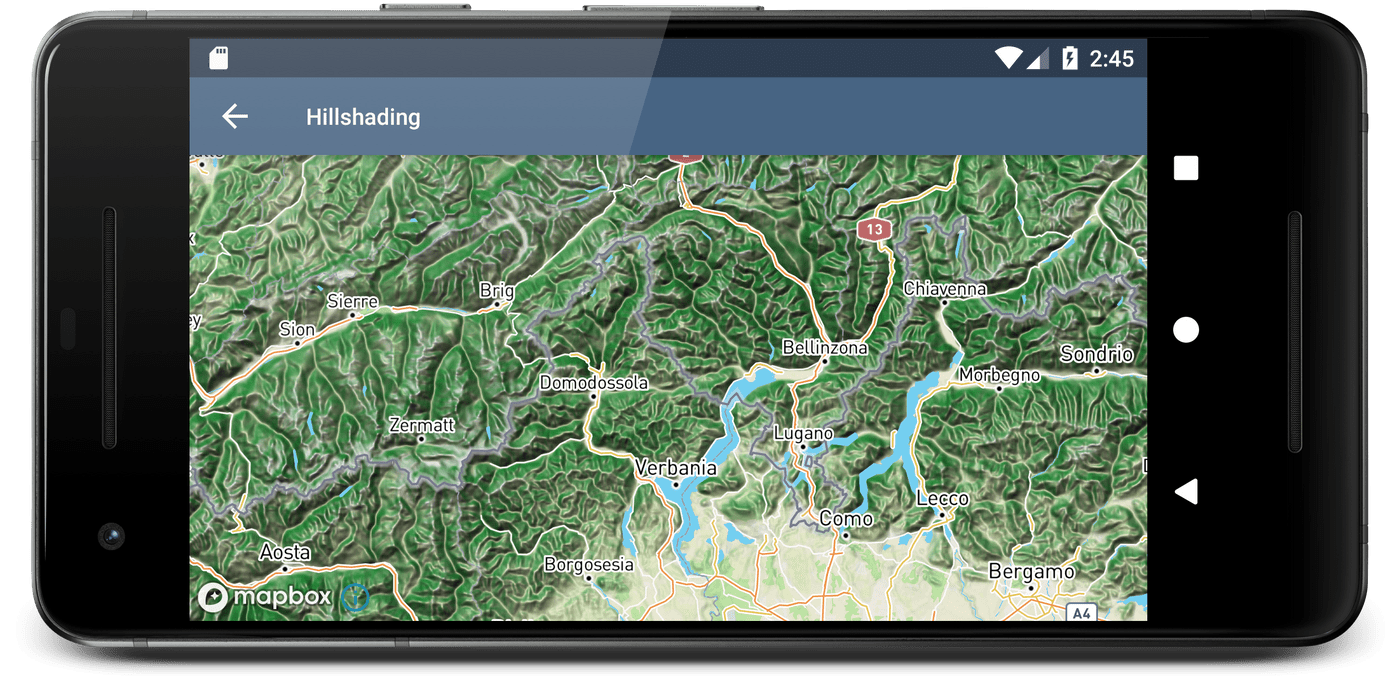 2:45
Hillshading
13
Chiavenna
Brig
Sierre
Sion
Bellinzona
Sondrio
Morbegno
Domodossola
Zermatt
Lugano
Verbania
Lecco
Como
Aosta
Borgosesia
Bergamo
mapbox
A4